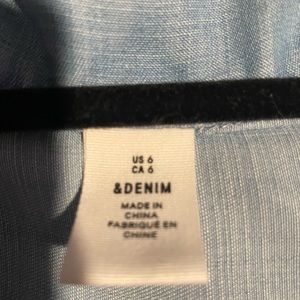 US 6
CA 6
&DENIM
MADE IN
CHINA
FABRIQUÉ EN
CHINE